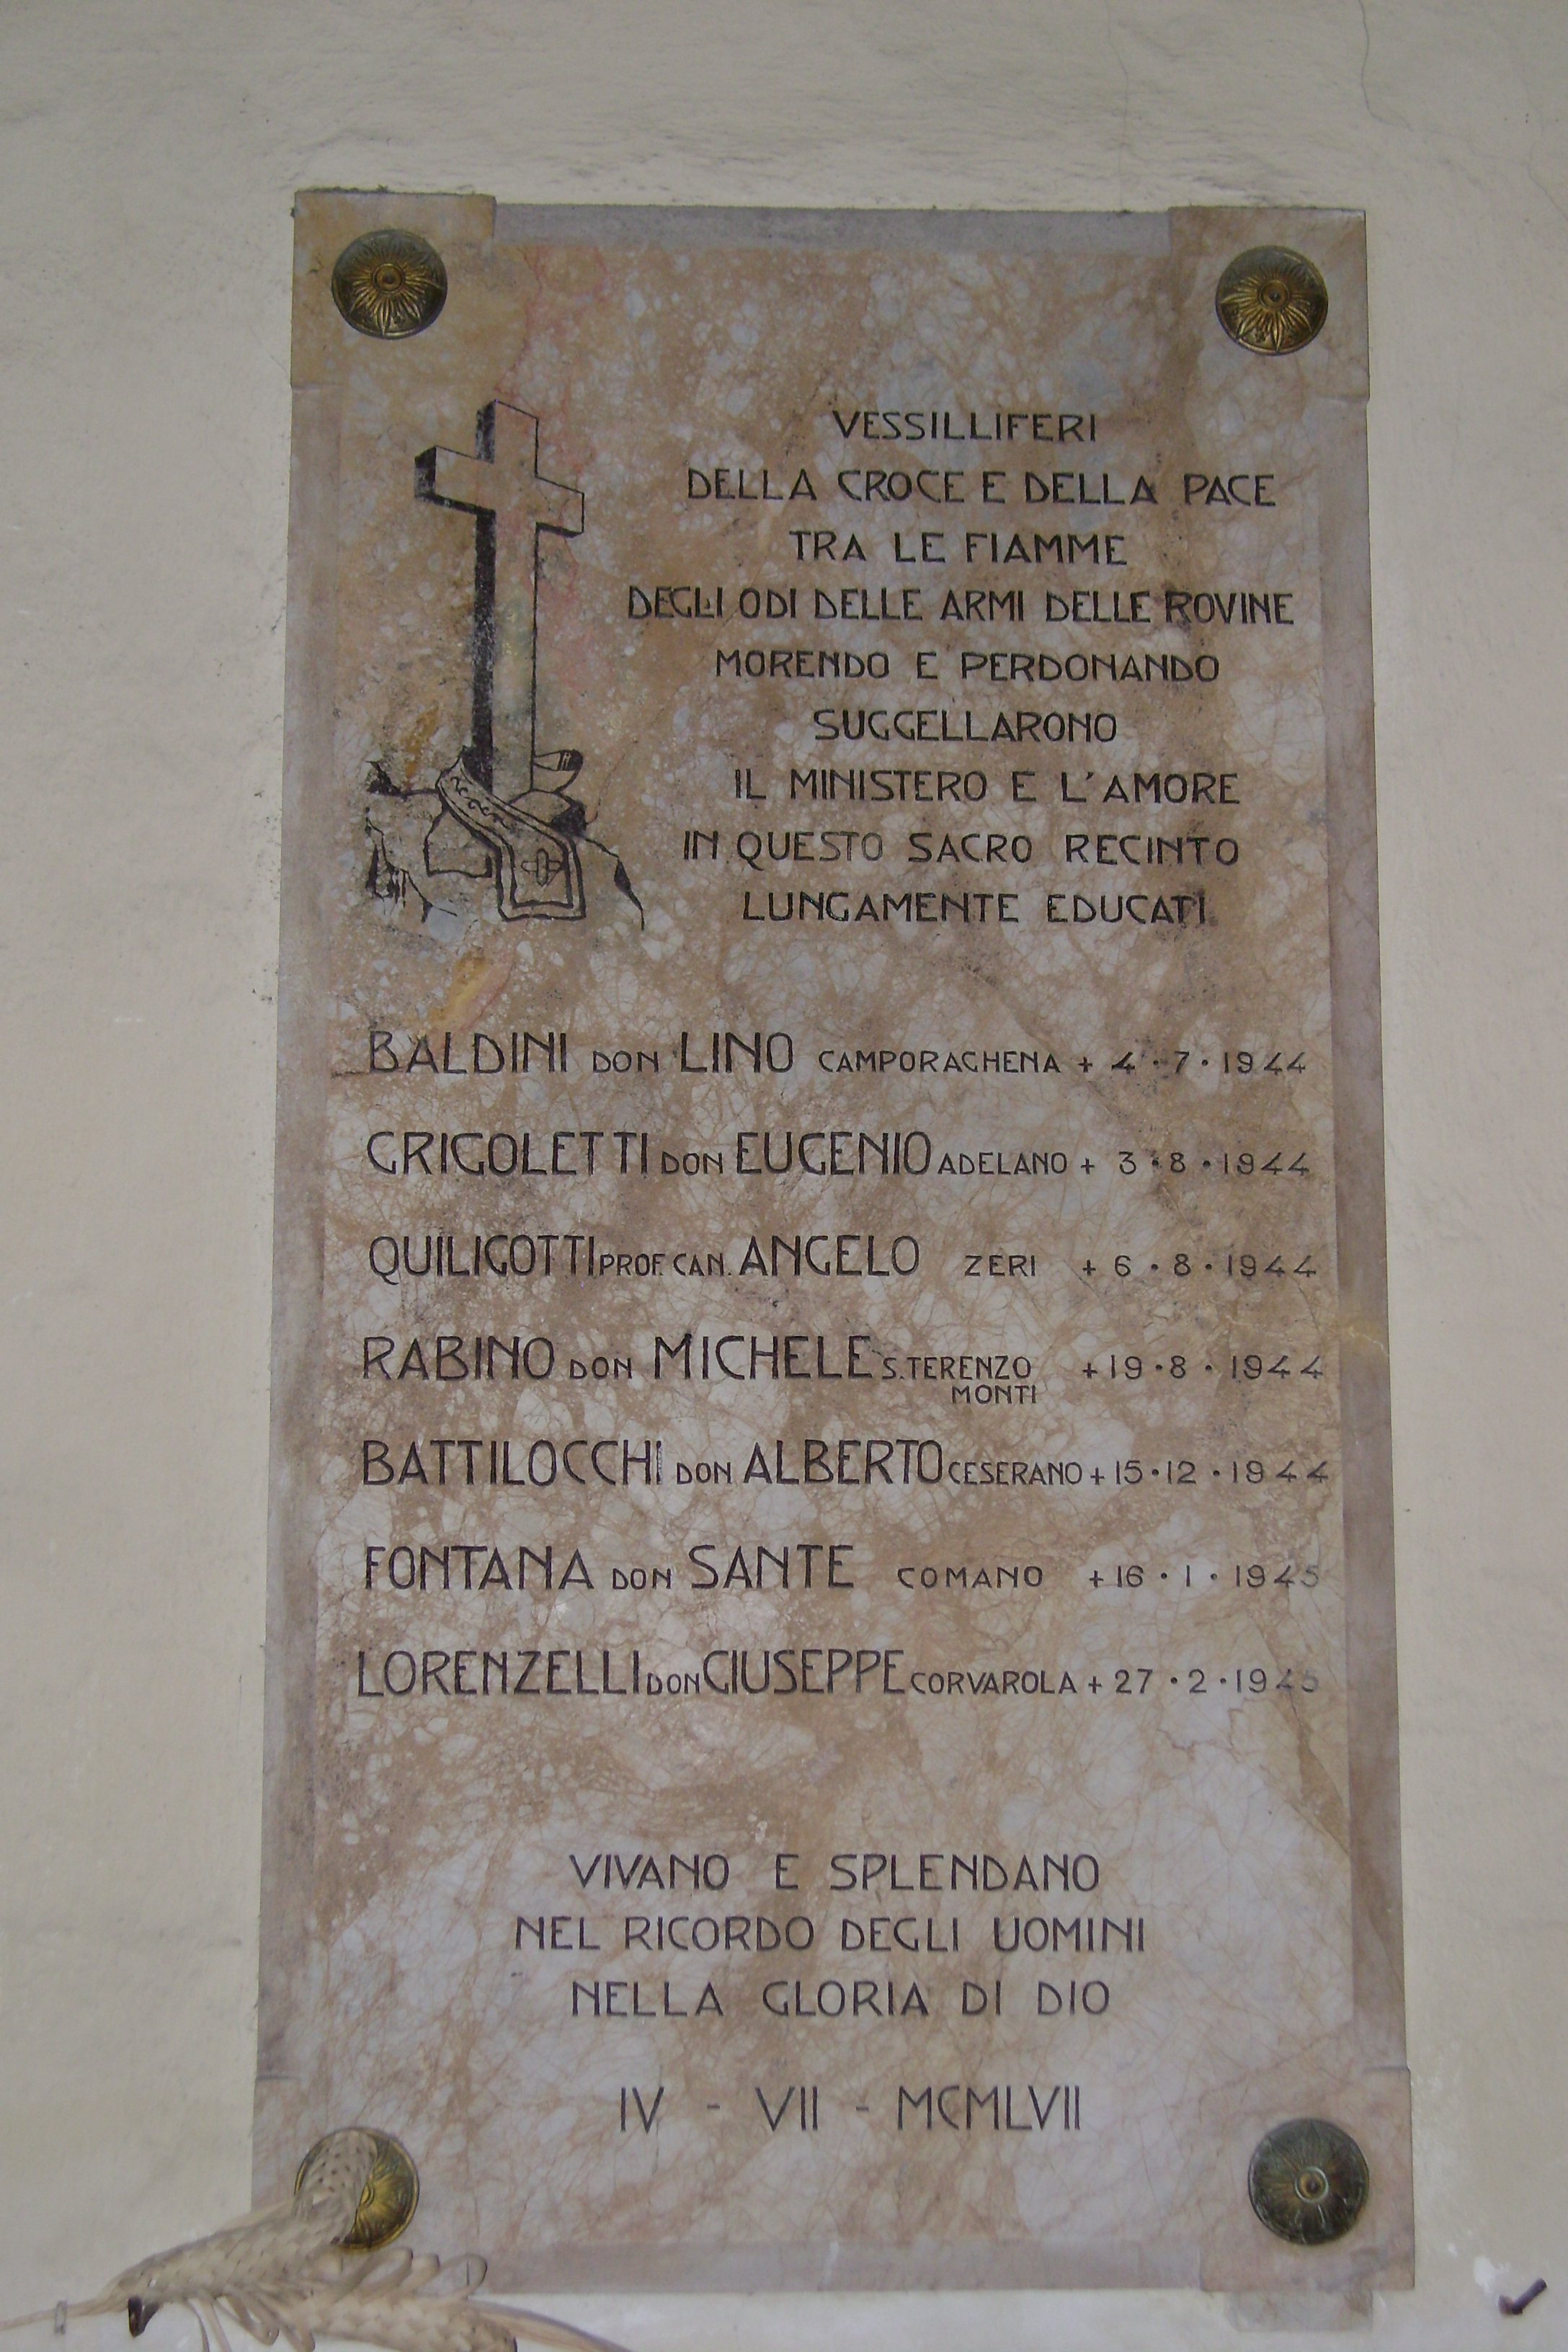 VESSILLIFERI
DELLA CROCE E DELLA PACE
TRA LE FIAMME
DEGLI ODI DELLE ARMI DELLE ROVINE
MORENDO E PERDONANDO
SUGGELLARONO
IL MINISTERO E L'AMORE
IN QUESTO SACRO RECINTO
LUNGAMENTE EDUCATI
BALDINI DON LINO CAMPORAGHENA + 4·7·1944
GRIGOLETTI DON EUGENIO ADELANO + 3·8·1944
QUILIGOTTI PROF. CAN. ANGELO ZERI + 6·8·1944
RABINO DON MICHELE S. TERENZO + 19·8·1944
MONTI
BATTILOCCHI DON ALBERTO CESERANO + 15·12·1944
FONTANA DON SANTE COMANO + 16·1·1945
LORENZELLI DON GIUSEPPE CORVAROLA + 27·2·1945
VIVANO E SPLENDANO
NEL RICORDO DEGLI UOMINI
NELLA GLORIA DI DIO
IV - VII - MCMLVII